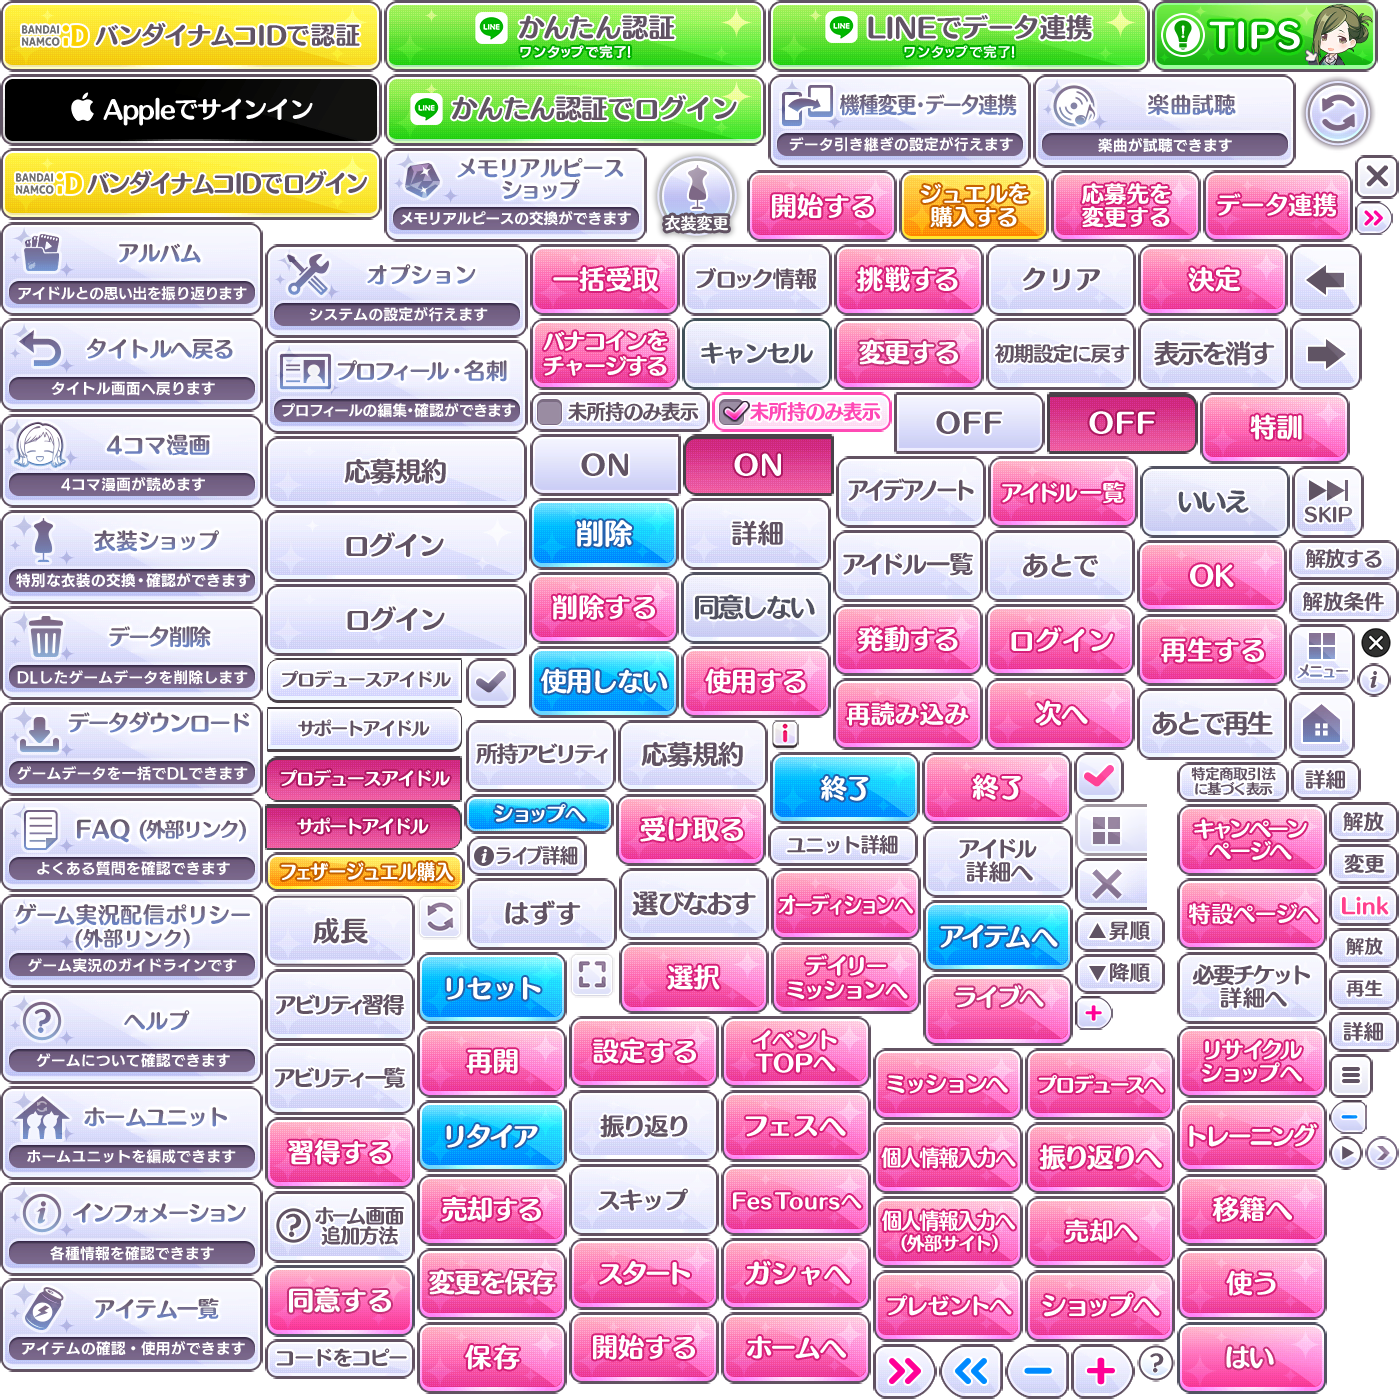 BANDAI
NAMCO
iD バンダイナムコIDで認証
LINE かんたん認証
ワンタップで完了!
LINE LINEでデータ連携
ワンタップで完了!
TIPS
Appleでサインイン
LINE かんたん認証でログイン
機種変更・データ連携
データ引き継ぎの設定が行えます
楽曲試聴
楽曲が試聴できます
BANDAI
NAMCO
iD バンダイナムコIDでログイン
メモリアルピース
ショップ
メモリアルピースの交換ができます
衣装変更
開始する
ジュエルを
購入する
応募先を
変更する
データ連携
アルバム
アイドルとの思い出を振り返ります
オプション
システムの設定が行えます
一括受取
ブロック情報
挑戦する
クリア
決定
タイトルへ戻る
タイトル画面へ戻ります
プロフィール・名刺
プロフィールの編集・確認ができます
バナコインを
チャージする
キャンセル
変更する
初期設定に戻す
表示を消す
未所持のみ表示
未所持のみ表示
OFF
OFF
特訓
4コマ漫画
4コマ漫画が読めます
応募規約
ON
ON
アイデアノート
アイドル一覧
いいえ
SKIP
衣装ショップ
特別な衣装の交換・確認ができます
ログイン
削除
詳細
アイドル一覧
あとで
OK
解放する
解放条件
データ削除
DLしたゲームデータを削除します
ログイン
削除する
同意しない
発動する
ログイン
再生する
メニュー
i
プロデュースアイドル
使用しない
使用する
再読み込み
次へ
あとで再生
データダウンロード
ゲームデータを一括でDLできます
サポートアイドル
所持アビリティ
応募規約
i
終了
終了
特定商取引法
に基づく表示
詳細
プロデュースアイドル
サポートアイドル
ショップへ
受け取る
ユニット詳細
アイドル
詳細へ
キャンペーン
ページへ
解放
変更
FAQ (外部リンク)
よくある質問を確認できます
フェザージュエル購入
iライブ詳細
はずす
選びなおす
オーディションへ
アイテムへ
▲昇順
▼降順
特設ページへ
Link
解放
ゲーム実況配信ポリシー
(外部リンク)
ゲーム実況のガイドラインです
成長
リセット
選択
デイリー
ミッションへ
ライブへ
必要チケット
詳細へ
再生
詳細
ヘルプ
ゲームについて確認できます
アビリティ習得
再開
設定する
イベント
TOPへ
ミッションへ
プロデュースへ
リサイクル
ショップへ
アビリティ一覧
ホームユニット
ホームユニットを編成できます
習得する
リタイア
振り返り
フェスへ
個人情報入力へ
振り返りへ
トレーニング
インフォメーション
各種情報を確認できます
?ホーム画面
追加方法
売却する
スキップ
Fes Toursへ
個人情報入力へ
(外部サイト)
売却へ
移籍へ
アイテム一覧
アイテムの確認・使用ができます
同意する
変更を保存
スタート
ガシャへ
プレゼントへ
ショップへ
使う
コードをコピー
保存
開始する
ホームへ
?
はい